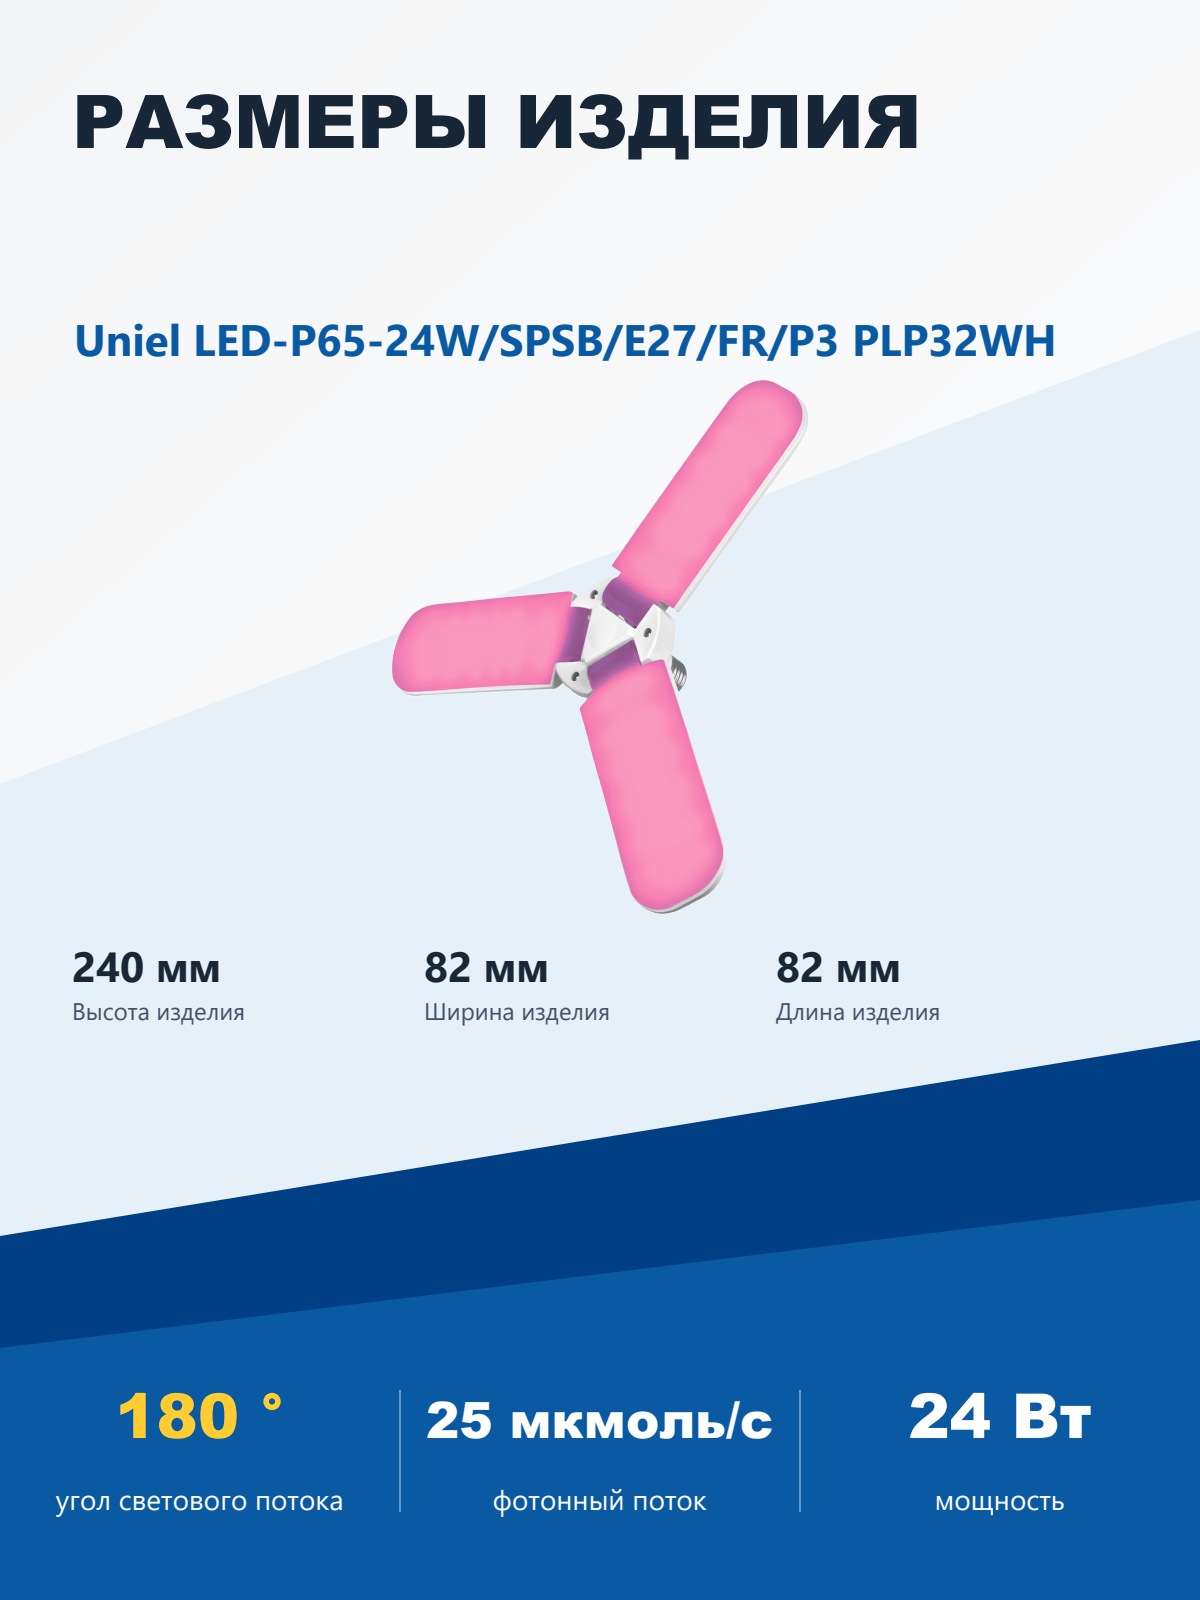 РАЗМЕРЫ ИЗДЕЛИЯ
Uniel LED-P65-24W/SPSB/E27/FR/P3 PLP32WH
240 мм
Высота изделия
82 мм
Ширина изделия
82 мм
Длина изделия
180 °
угол светового потока
25 мкмоль/с
фотонный поток
24 Вт
мощность